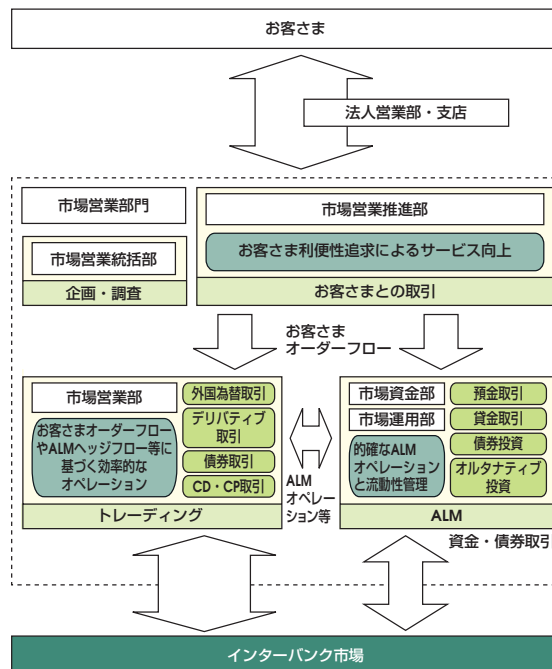 お客さま
法人営業部・支店
市場営業部門
市場営業統括部
企画・調査
市場営業推進部
お客さま利便性追求によるサービス向上
お客さまとの取引
お客さま
オーダーフロー
市場営業部
お客さまオーダーフロー
やALMヘッジフロー等に
基づく効率的な
オペレーション
外国為替取引
デリバティブ
取引
債券取引
CD・CP取引
トレーディング
ALM
オペレー
ション等
市場資金部
市場運用部
的確なALM
オペレーション
と流動性管理
預金取引
貸金取引
債券投資
オルタナティブ
投資
ALM
資金・債券取引
インターバンク市場